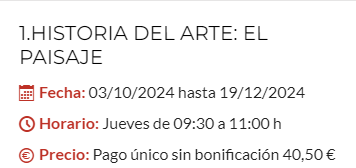 1.HISTORIA DEL ARTE: EL
PAISAJE
Fecha: 03/10/2024 hasta 19/12/2024
Horario: Jueves de 09:30 a 11:00 h
Precio: Pago único sin bonificación 40,50 €